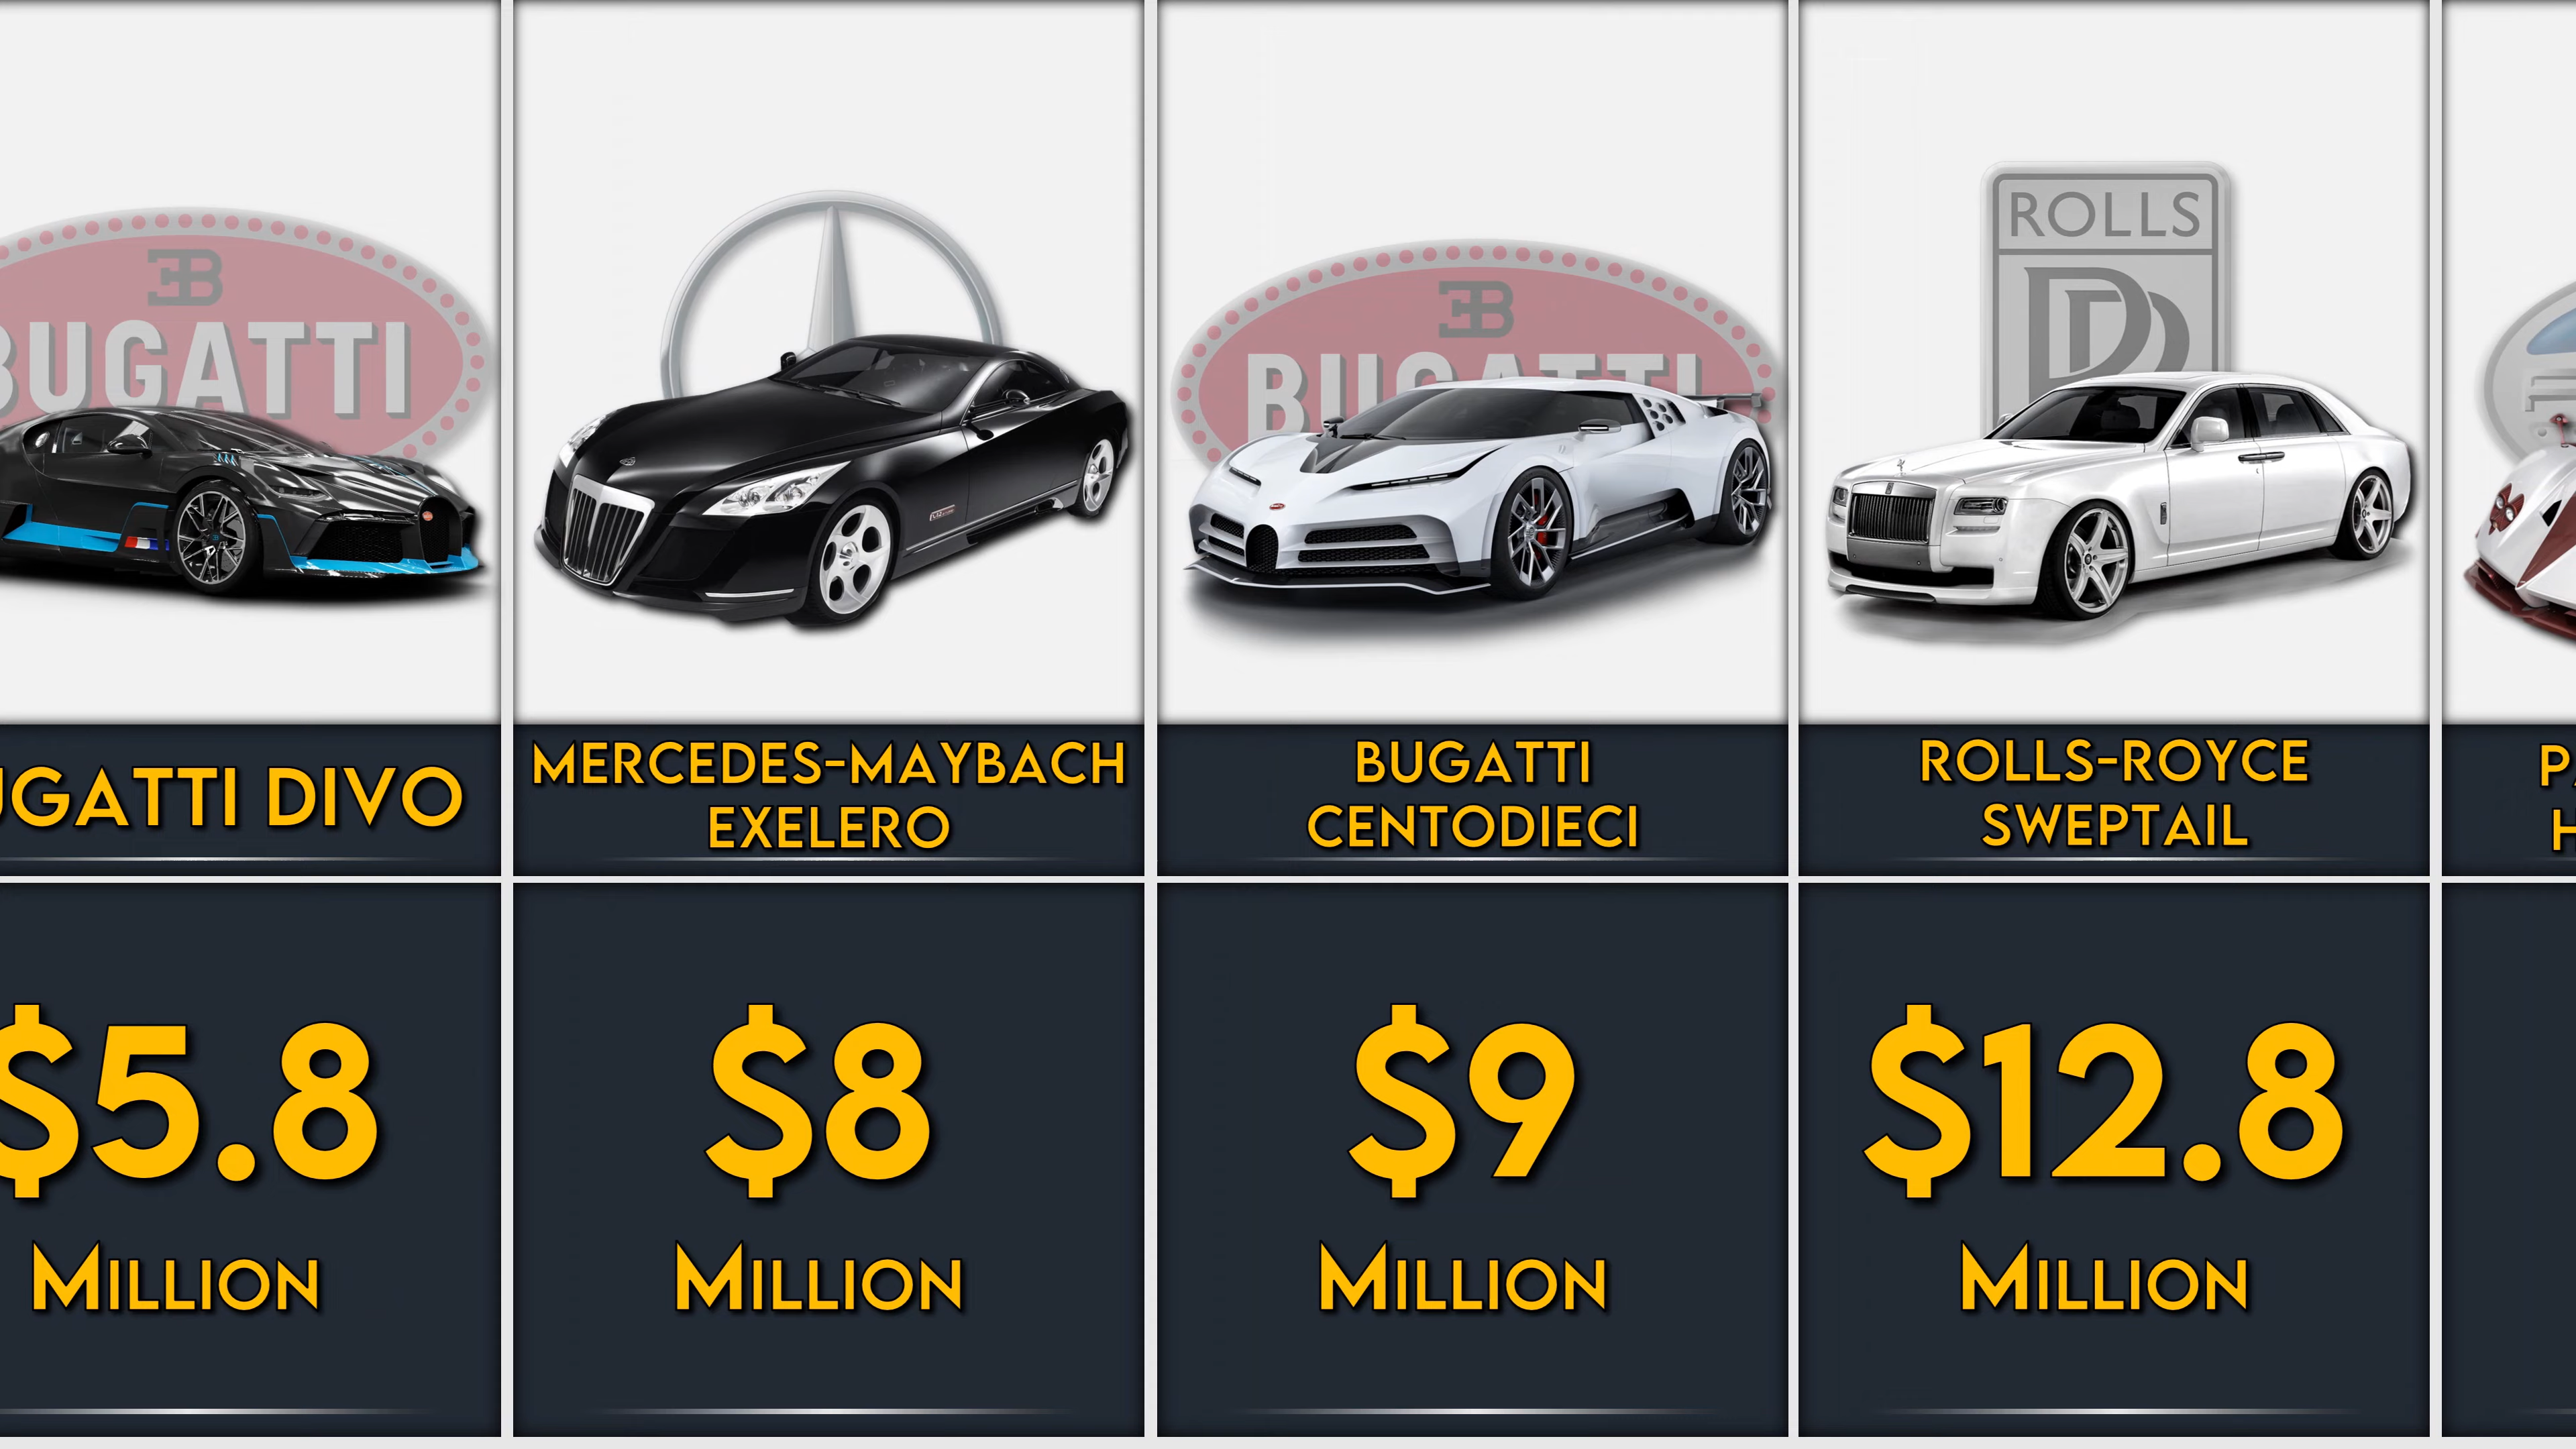 BUGATTI
UGATTI DIVO
$5.8
MILLION
MERCEDES-MAYBACH
EXELERO
$8
MILLION
BUGATTI
BUGATTI
CENTODIECI
$9
MILLION
ROLLS
ROLLS-ROYCE
SWEPTAIL
$12.8
MILLION
P
H